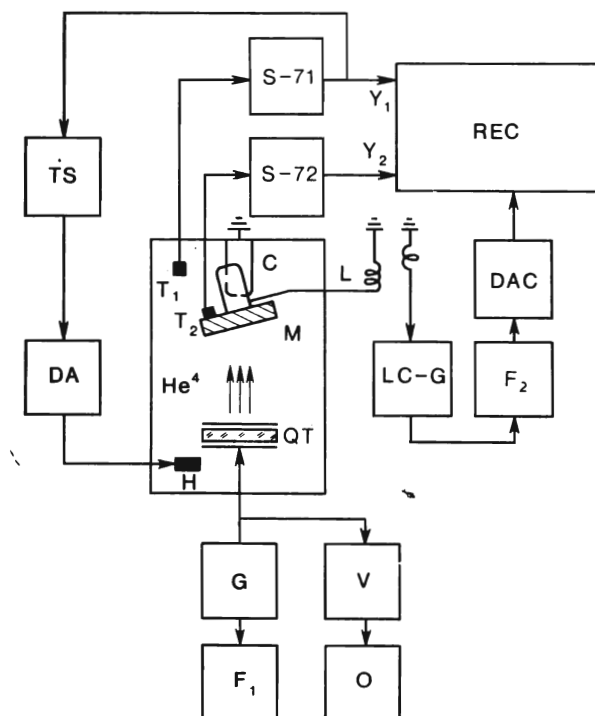 S-71
Y₁
REC
TS
Y₂
S-72
C
L
DAC
T₁
T₂
M
DA
He⁴
LC-G
F₂
QT
H
G
V
F₁
O